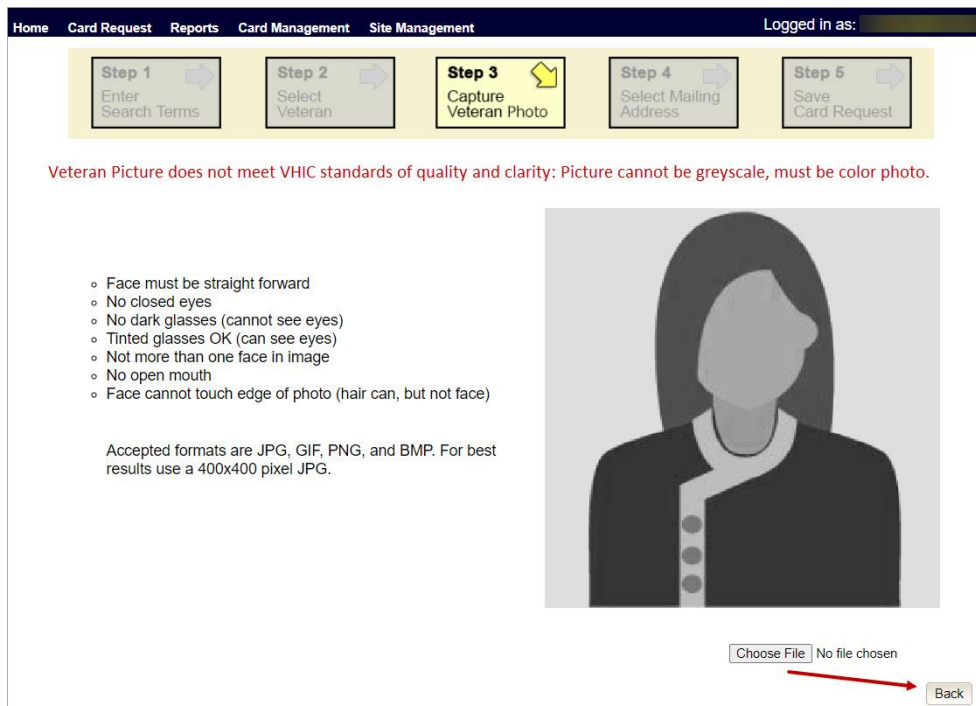 Home Card Request Reports Card Management Site Management Logged in as:
Step 1
Enter
Search Terms
Step 2
Select
Veteran
Step 3
Capture
Veteran Photo
Step 4
Select Mailing
Address
Step 5
Save
Card Request
Veteran Picture does not meet VHIC standards of quality and clarity: Picture cannot be greyscale, must be color photo.
Face must be straight forward
No closed eyes
No dark glasses (cannot see eyes)
Tinted glasses OK (can see eyes)
Not more than one face in image
No open mouth
Face cannot touch edge of photo (hair can, but not face)
Accepted formats are JPG, GIF, PNG, and BMP. For best
results use a 400x400 pixel JPG.
Choose File No file chosen
Back